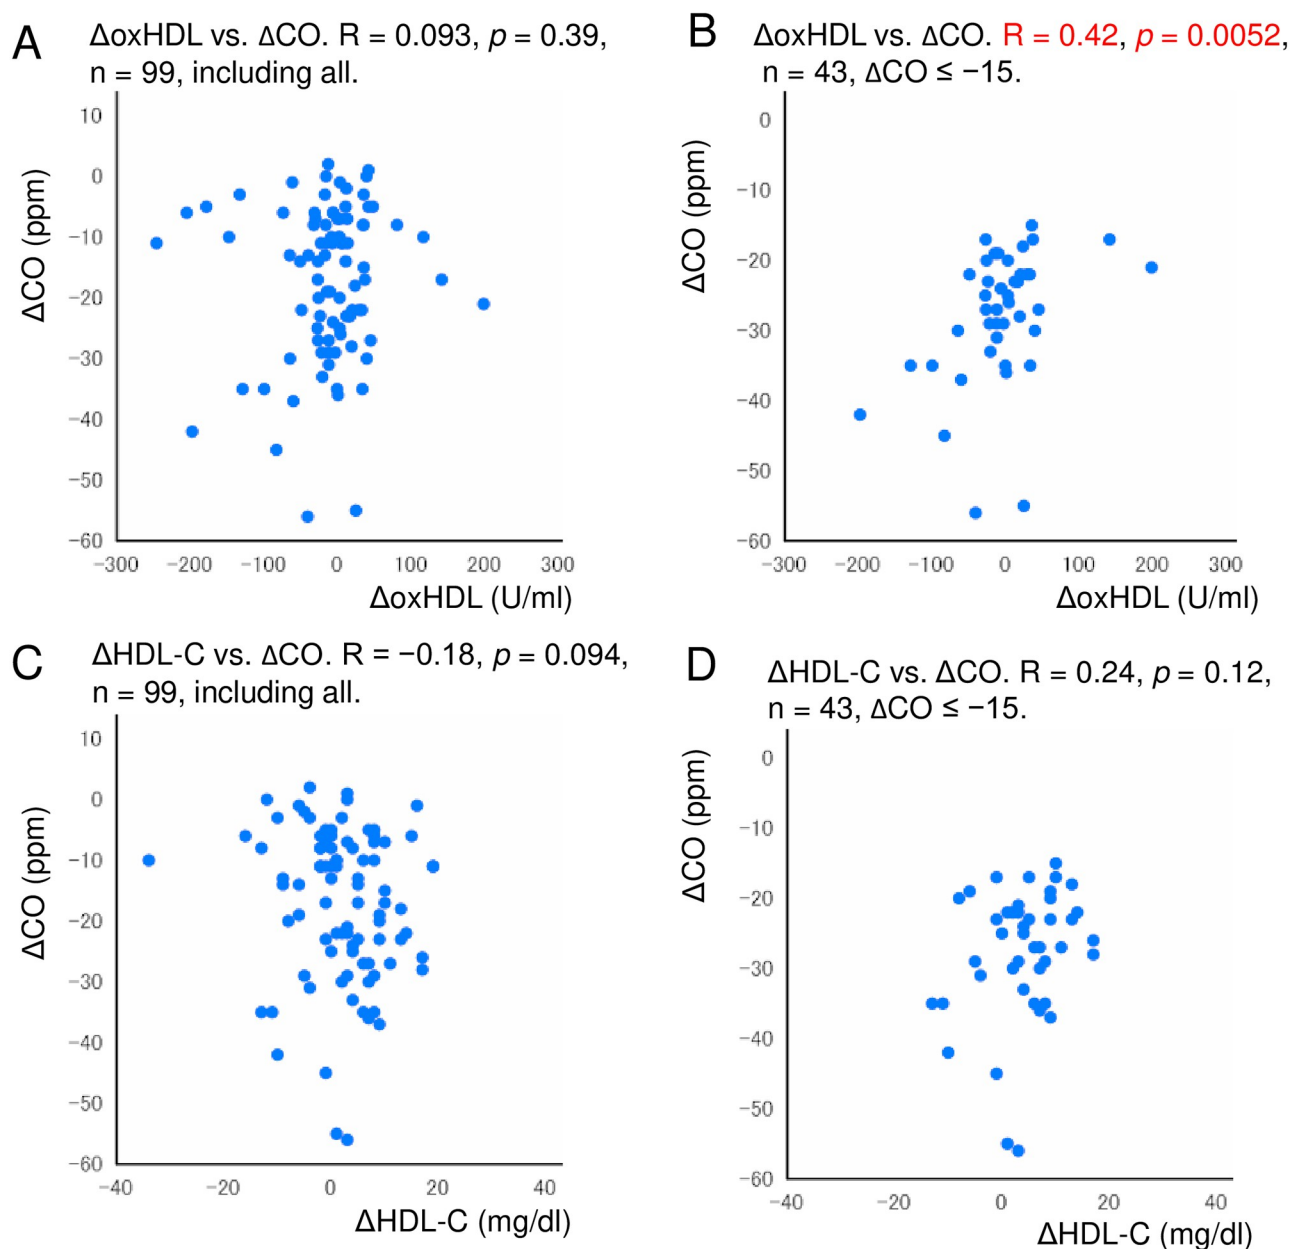 A
ΔoxHDL vs. ΔCO. R = 0.093, p = 0.39,
n = 99, including all.
10
0
−10
−20
−30
−40
−50
−60
ΔCO (ppm)
−300 −200 −100 0 100 200 300
ΔoxHDL (U/ml)
B
ΔoxHDL vs. ΔCO. R = 0.42, p = 0.0052,
n = 43, ΔCO ≤ −15.
0
−10
−20
−30
−40
−50
−60
ΔCO (ppm)
−300 −200 −100 0 100 200 300
ΔoxHDL (U/ml)
C
ΔHDL-C vs. ΔCO. R = −0.18, p = 0.094,
n = 99, including all.
10
0
−10
−20
−30
−40
−50
−60
ΔCO (ppm)
−40 −20 0 20 40
ΔHDL-C (mg/dl)
D
ΔHDL-C vs. ΔCO. R = 0.24, p = 0.12,
n = 43, ΔCO ≤ −15.
0
−10
−20
−30
−40
−50
−60
ΔCO (ppm)
−40 −20 0 20 40
ΔHDL-C (mg/dl)